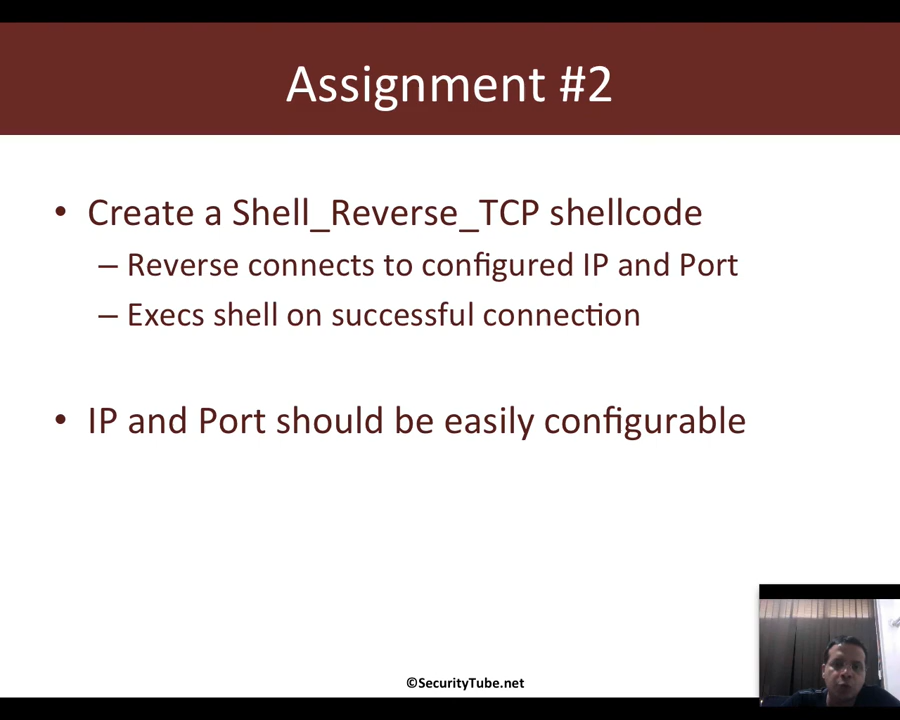 Assignment #2
• Create a Shell_Reverse_TCP shellcode
– Reverse connects to configured IP and Port
– Execs shell on successful connection
• IP and Port should be easily configurable
©SecurityTube.net